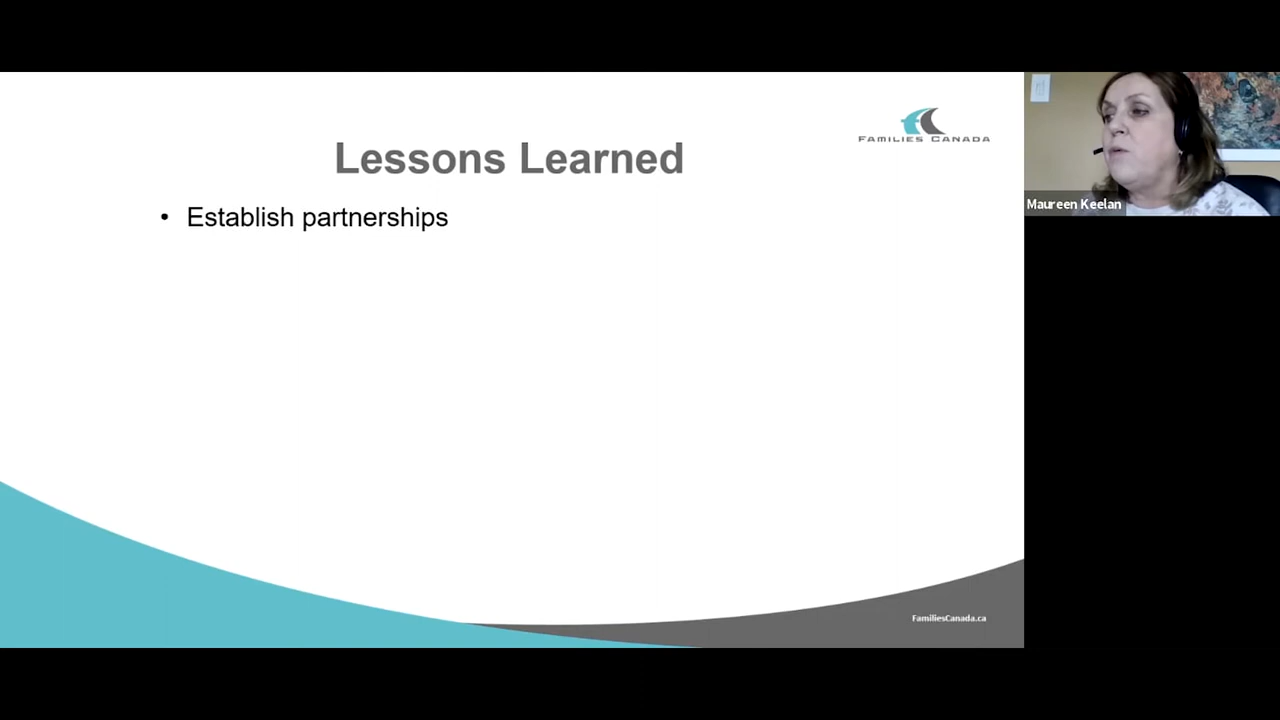 Lessons Learned
FAMILIES CANADA
• Establish partnerships
Maureen Keelan
FamiliesCanada.ca